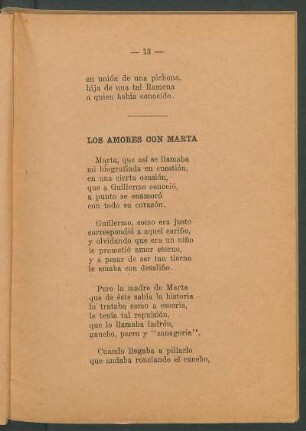 — 13 —
en unión de una pichona,
hija de una tal Ramona
a quien había conocido.
LOS AMORES CON MARTA
Marta, que así se llamaba
mi biografiada en cuestión,
en una cierta ocasión,
que a Guillermo conoció,
a punto se enamoró
con todo su corazón.
Guillermo, como era justo
correspondió a aquel cariño,
y olvidando que era un niño
le prometió amor eterno,
y a pesar de ser tan tierno
le amaba con desaliño.
Pero la madre de Marta
que de éste sabía la historia
lo trataba como a escoria,
le tenía tal repulsión,
que lo llamaba ladrón,
gaucho, perro y "zanagoria".
Cuando llegaba a pillarlo
que andaba ronciando el rancho,